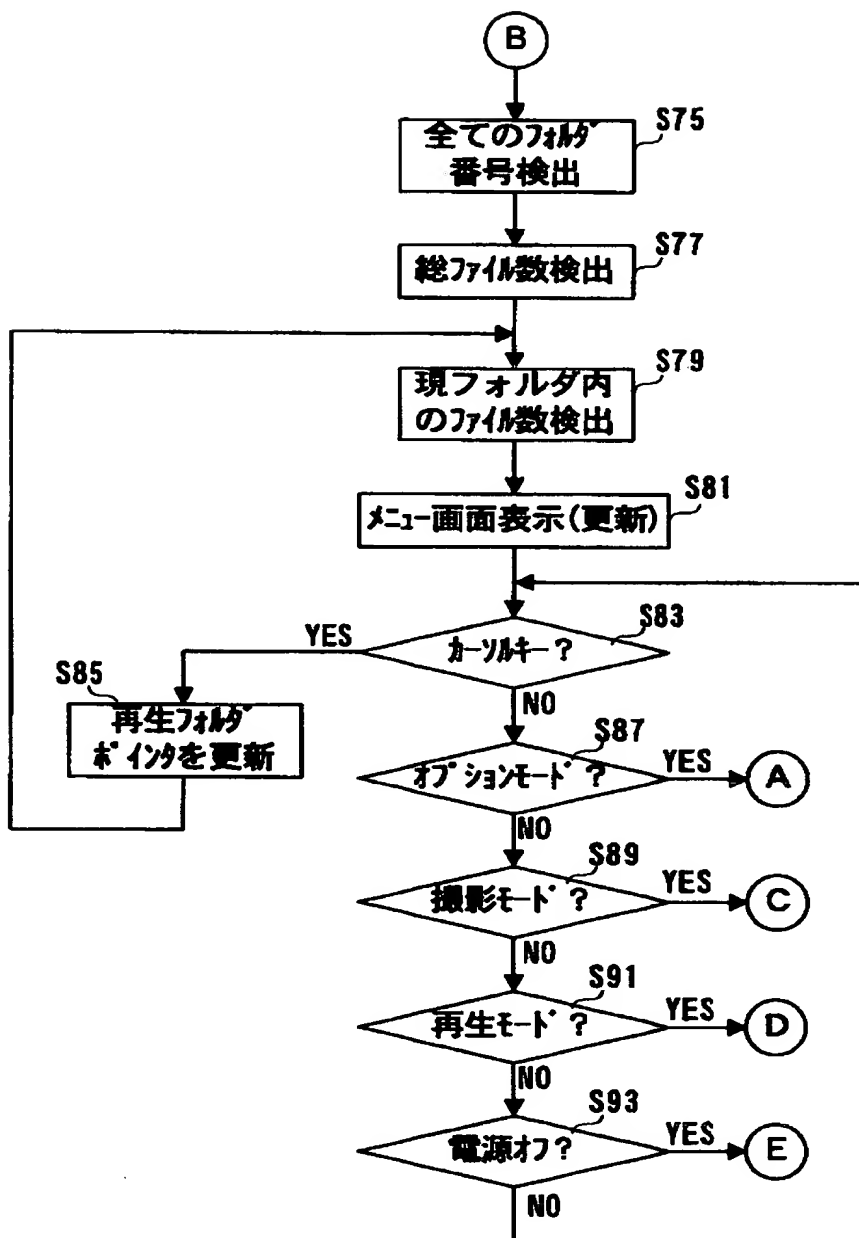 B
S75
全てのフォルダ
番号検出
S77
総ファイル数検出
S79
現フォルダ内
のファイル数検出
S81
メニュー画面表示(更新)
S83
カーソルキー?
YES
NO
S85
再生フォルダ
ポインタを更新
S87
オプションモード?
YES
A
NO
S89
撮影モード?
YES
C
NO
S91
再生モード?
YES
D
NO
S93
電源オフ?
YES
E
NO